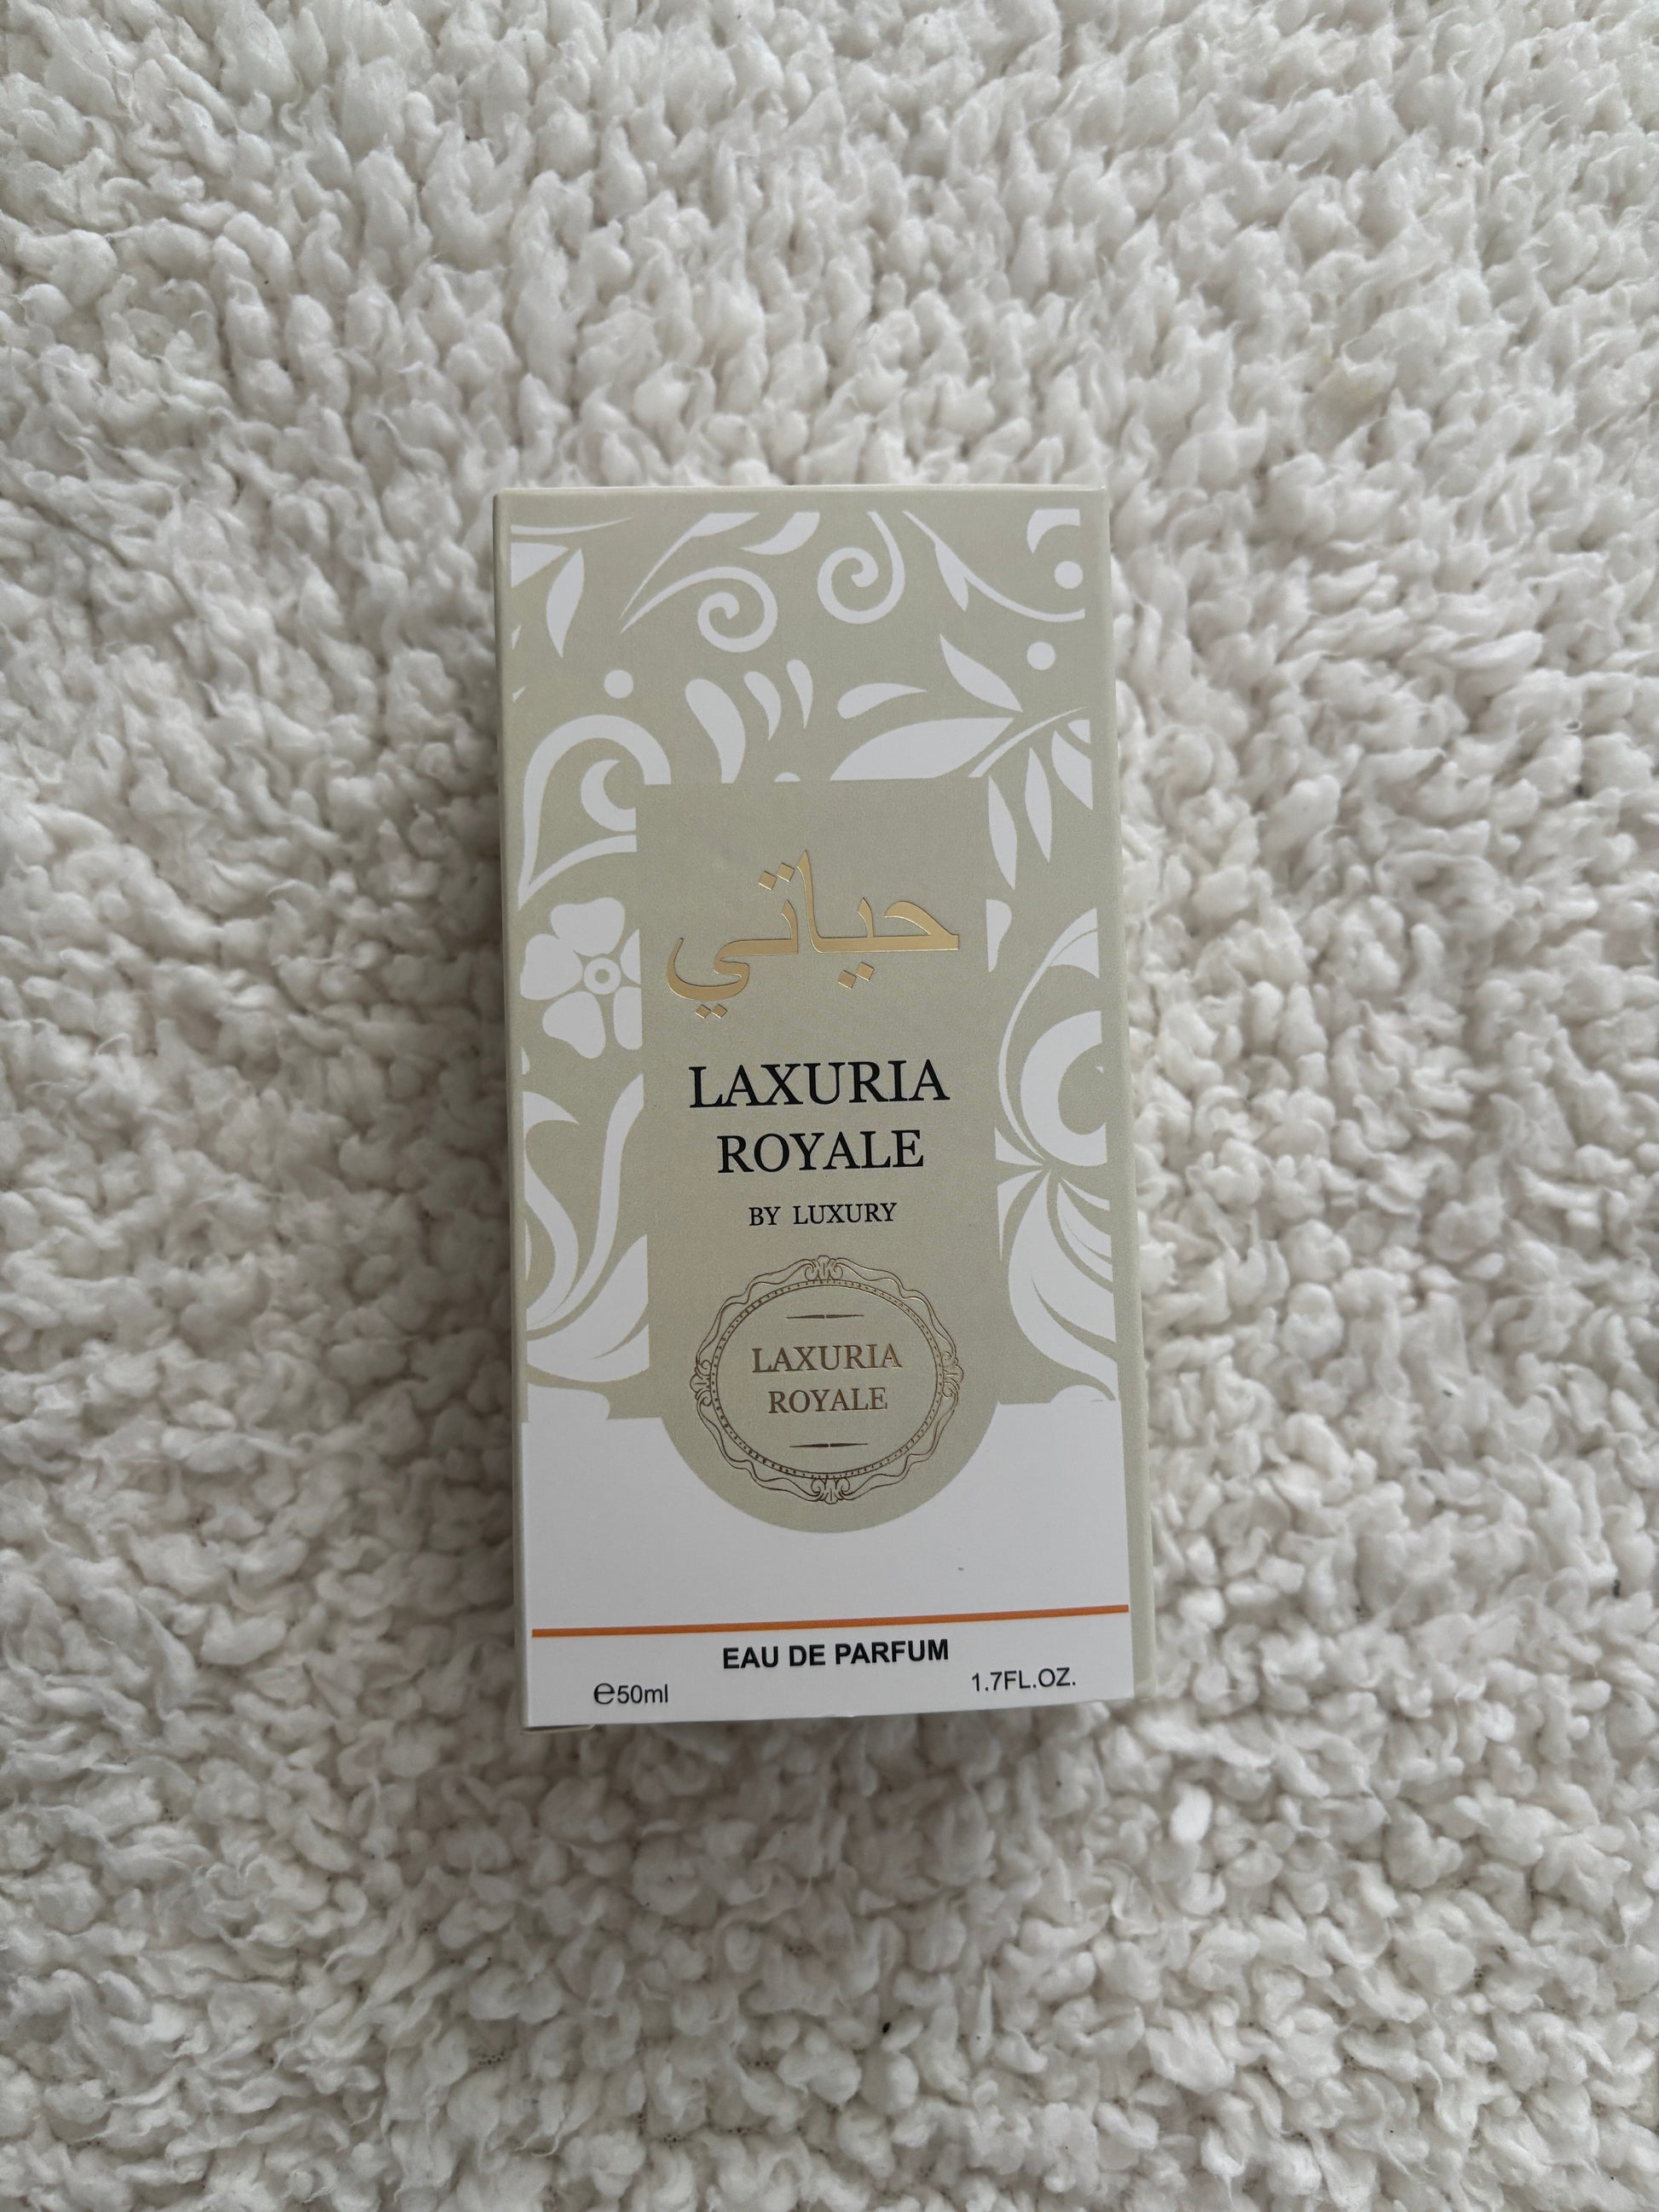 حياتي
LAXURIA
ROYALE
BY LUXURY
LAXURIA
ROYALE
EAU DE PARFUM
℮50ml
1.7FL.OZ.